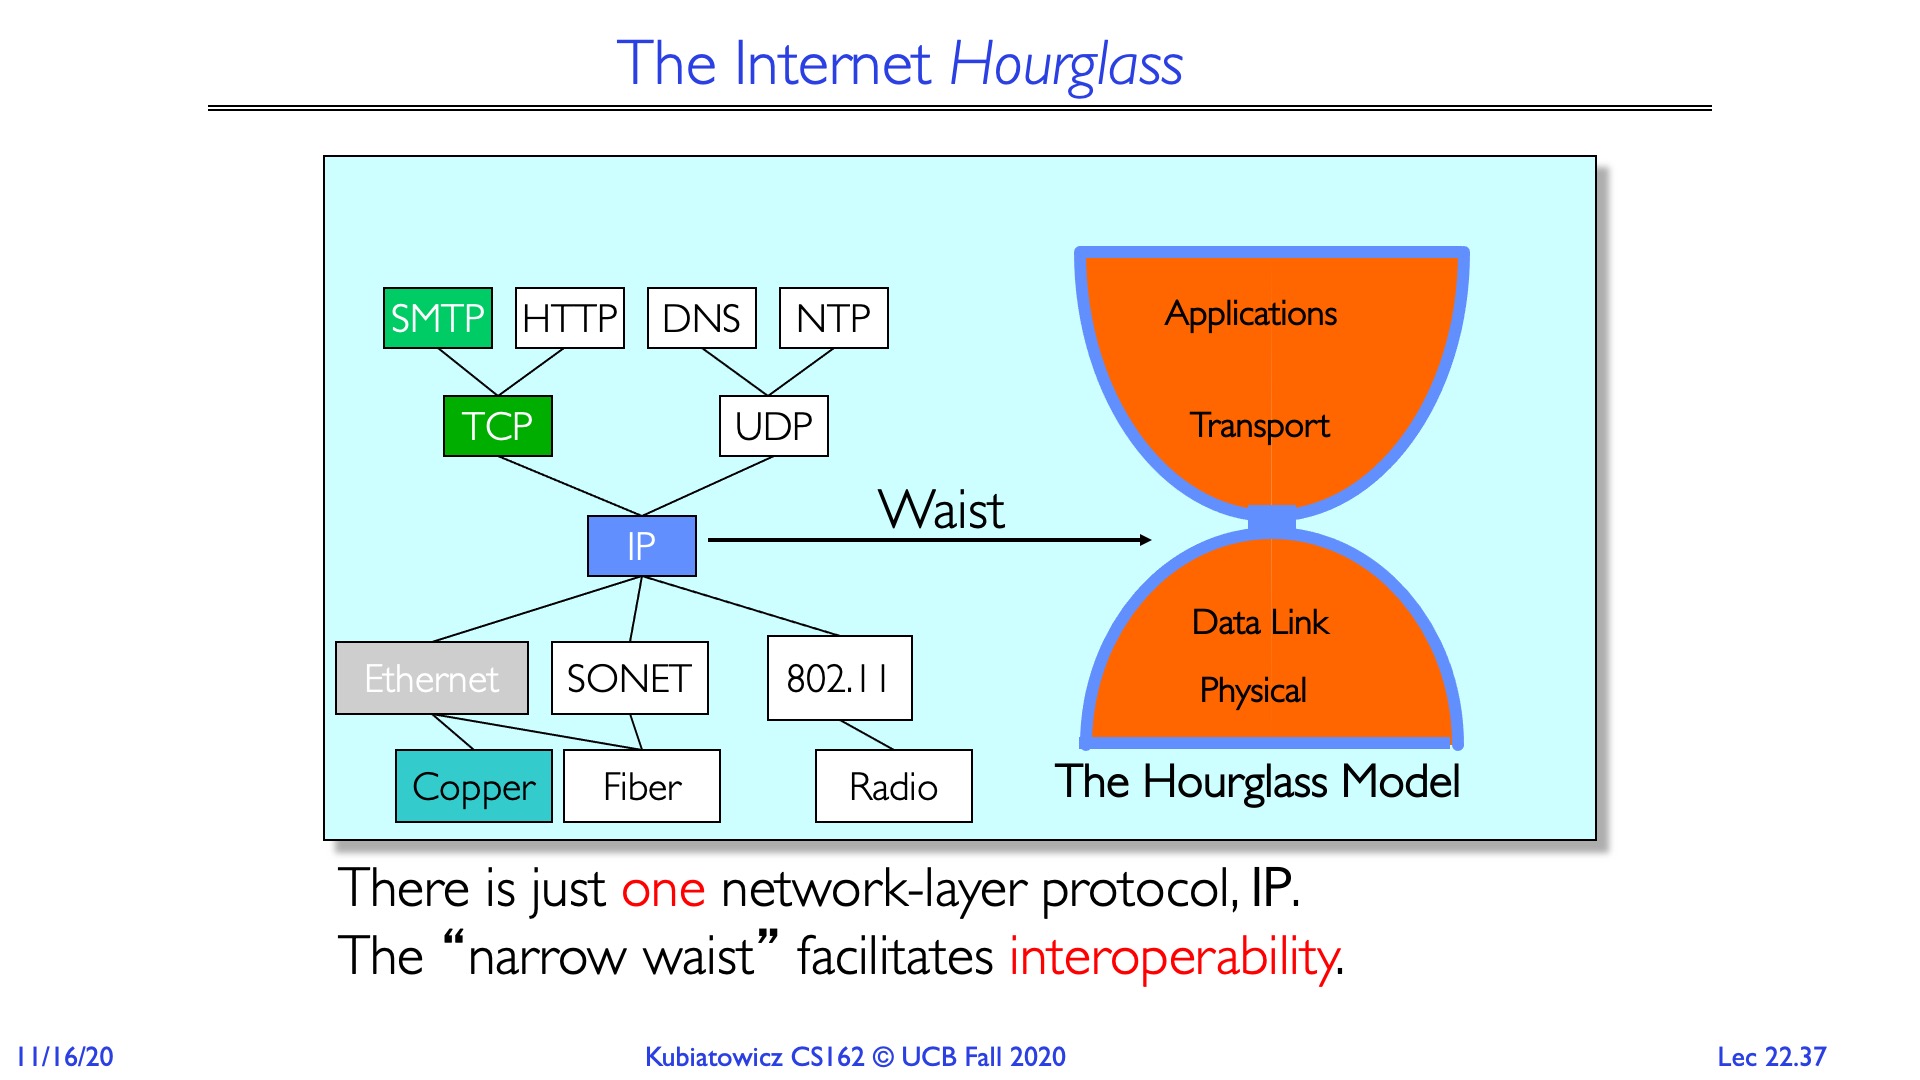 The Internet Hourglass
SMTP HTTP DNS NTP
TCP UDP
IP
Waist
Ethernet SONET 802.11
Copper Fiber Radio
Applications
Transport
Data Link
Physical
The Hourglass Model
There is just one network-layer protocol, IP.
The “narrow waist” facilitates interoperability.
11/16/20 Kubiatowicz CS162 © UCB Fall 2020 Lec 22.37